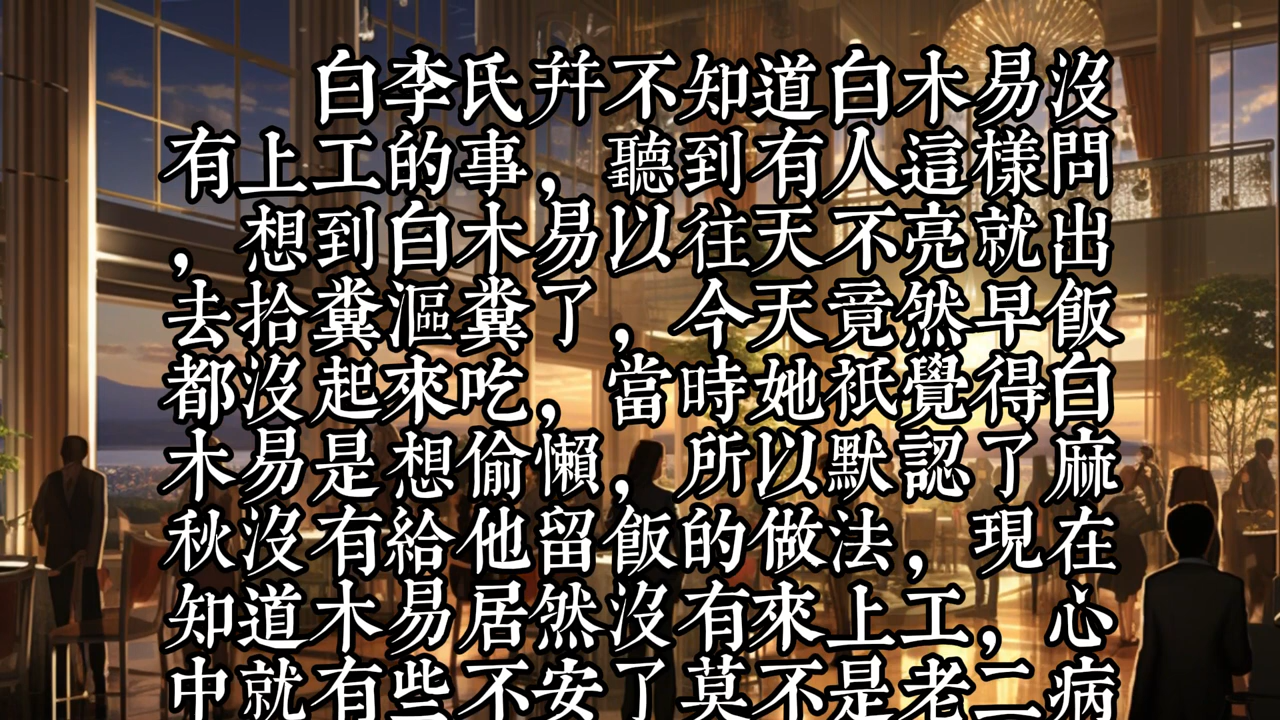 白李氏并不知道白木易沒
有上工的事，聽到有人這樣問
，想到白木易以往天不亮就出
去拾糞漚糞了，今天竟然早飯
都沒起來吃，當時她祇覺得白
木易是想偷懶，所以默認了麻
秋沒有給他留飯的做法，現在
知道木易居然沒有來上工，心
中就有些不安了莫不是老二病